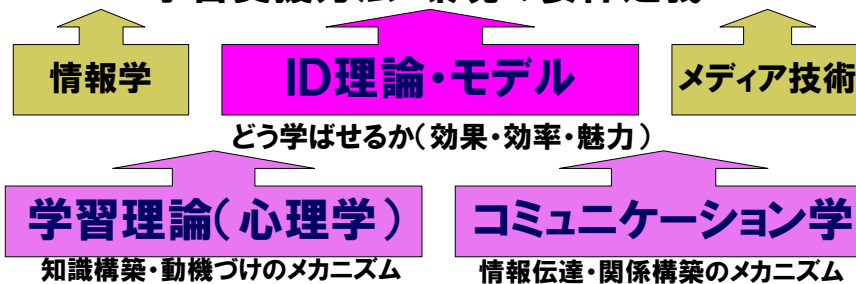 情報学
ID理論・モデル
メディア技術
どう学ばせるか(効果・効率・魅力)
学習理論(心理学)
コミュニケーション学
知識構築・動機づけのメカニズム
情報伝達・関係構築のメカニズム